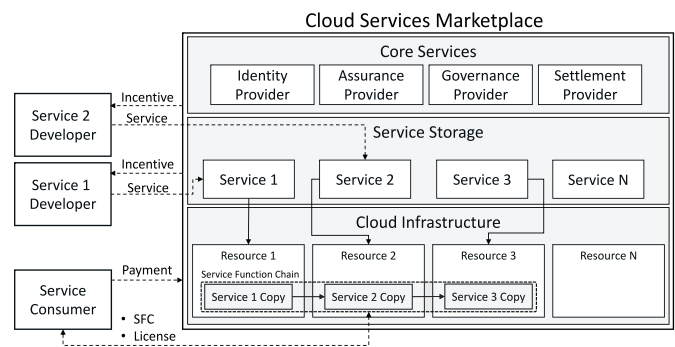 Cloud Services Marketplace
Core Services
Identity
Provider
Assurance
Provider
Governance
Provider
Settlement
Provider
Service 2
Developer
Incentive
Service
Service Storage
Service 1
Developer
Incentive
Service
Service 1
Service 2
Service 3
Service N
Cloud Infrastructure
Resource 1
Resource 2
Resource 3
Resource N
Service Function Chain
Service 1 Copy
Service 2 Copy
Service 3 Copy
Service
Consumer
Payment
• SFC
• License